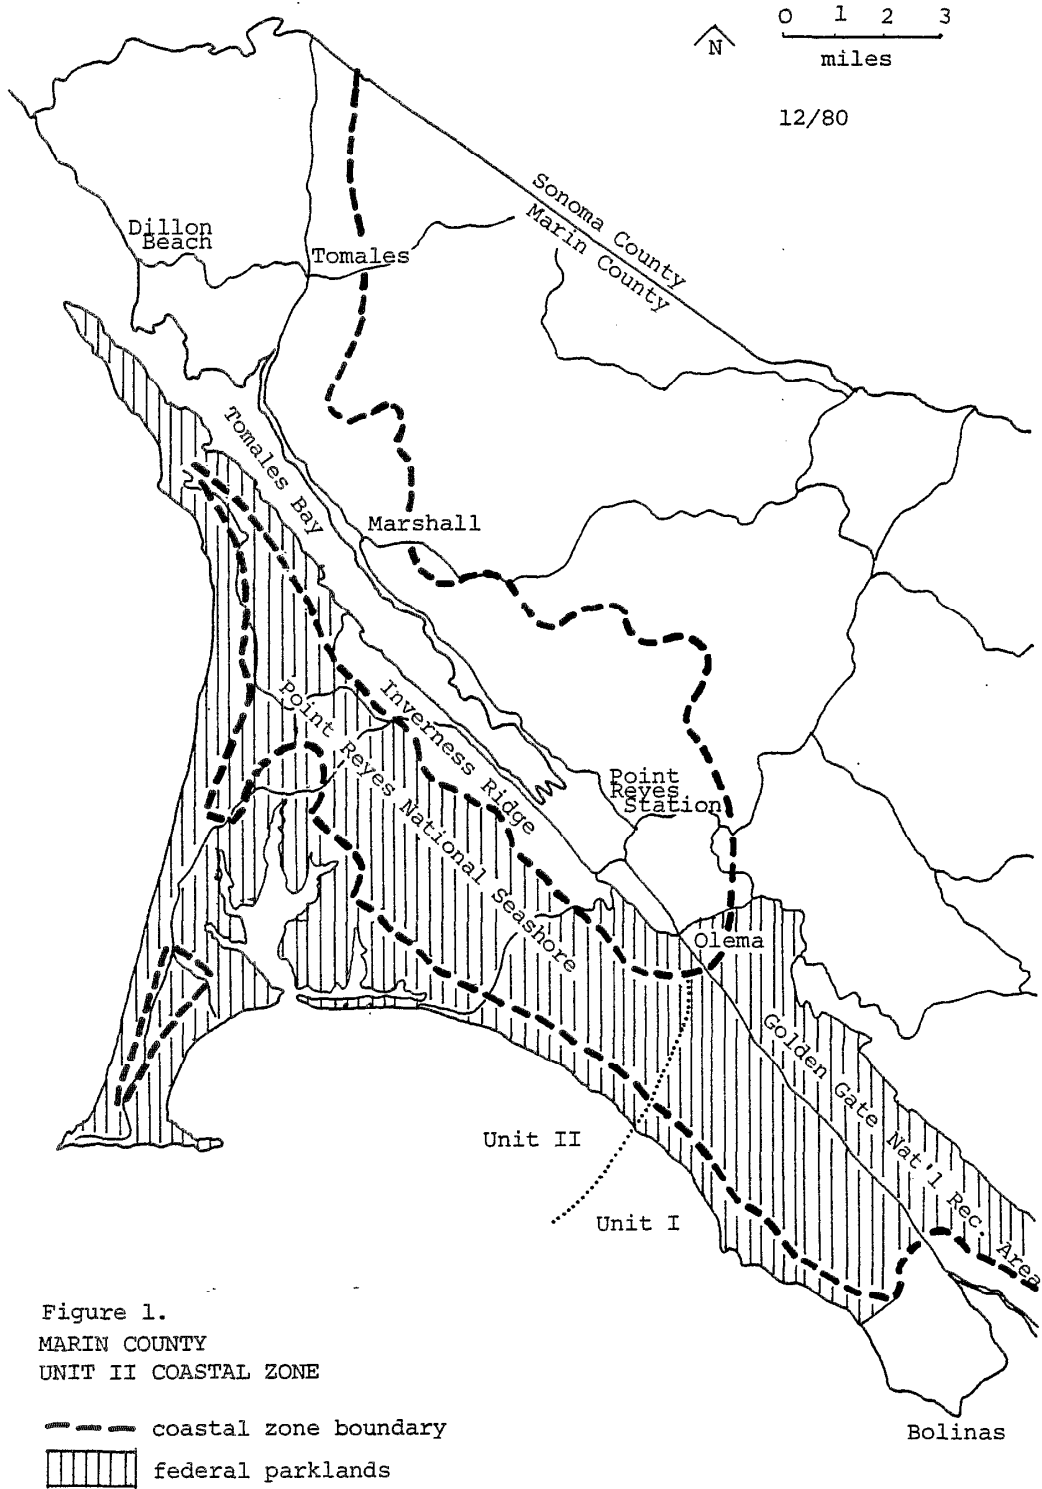 0 1 2 3
N
miles
12/80
Sonoma County
Marin County
Dillon
Beach
Tomales
Tomales Bay
Marshall
Inverness Ridge
Point Reyes National Seashore
Point
Reyes
Station
Olema
Golden Gate Nat'l Rec. Area
Unit II
Unit I
Bolinas
Figure 1.
MARIN COUNTY
UNIT II COASTAL ZONE
coastal zone boundary
federal parklands